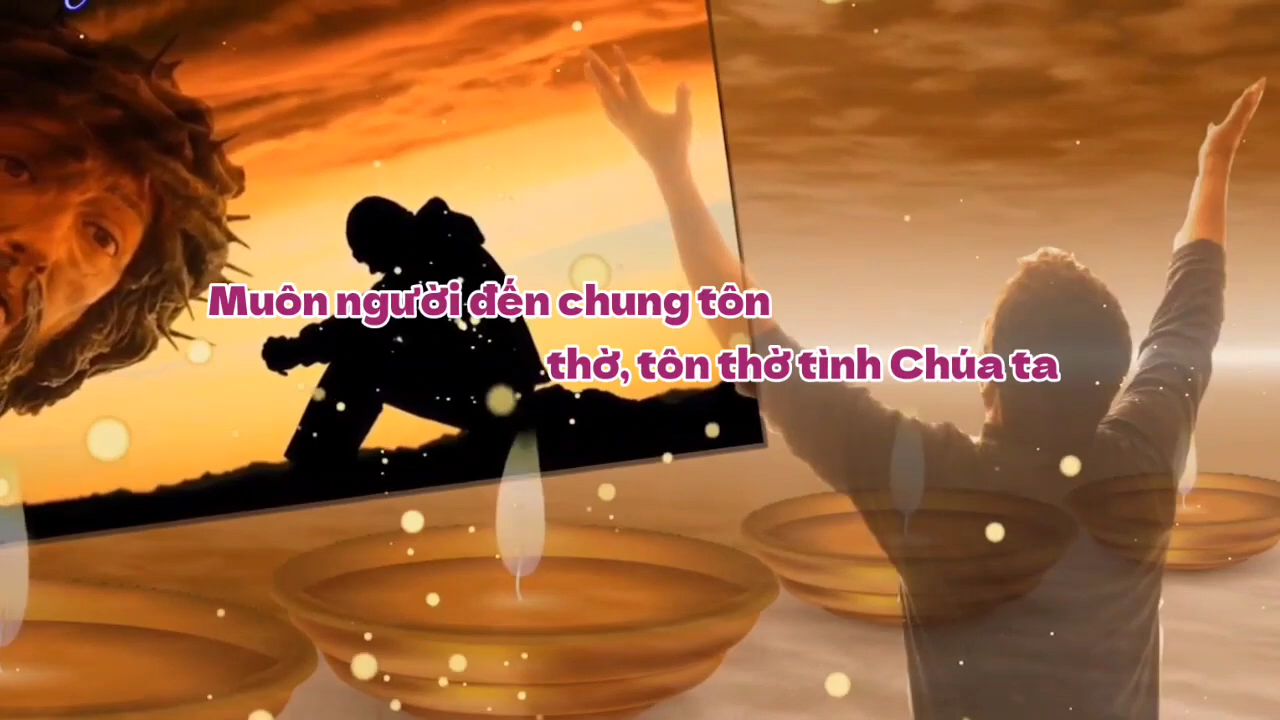 Muôn người đến chung tôn
thờ, tôn thờ tình Chúa ta